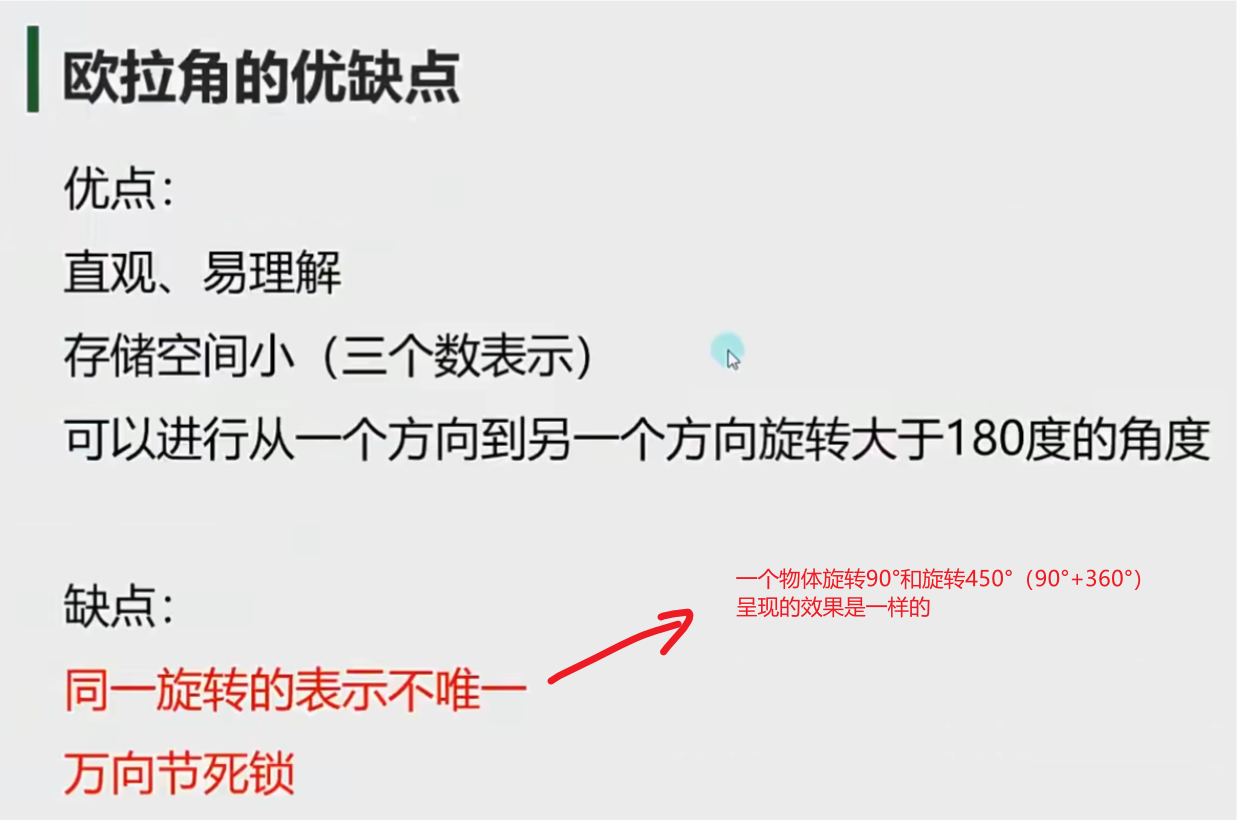 欧拉角的优缺点
优点：
直观、易理解
存储空间小（三个数表示）
可以进行从一个方向到另一个方向旋转大于180度的角度
缺点：
一个物体旋转90°和旋转450°（90°+360°）
呈现的效果是一样的
同一旋转的表示不唯一
万向节死锁